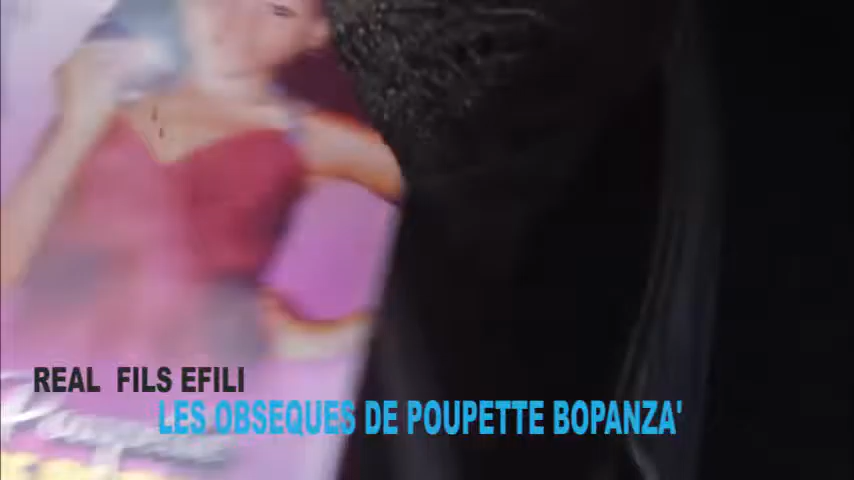 REAL FILS EFILI
LES OBSEQUES DE POUPETTE BOPANZA'